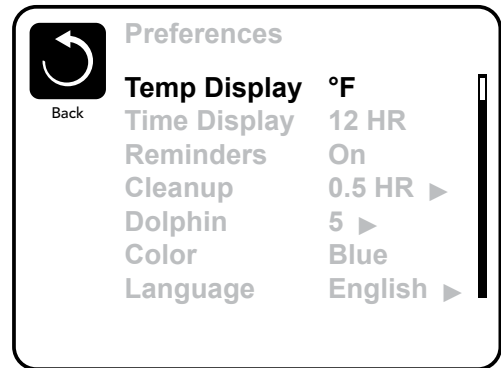 Preferences
Back
Temp Display °F
Time Display 12 HR
Reminders On
Cleanup 0.5 HR ▶
Dolphin 5 ▶
Color Blue
Language English ▶